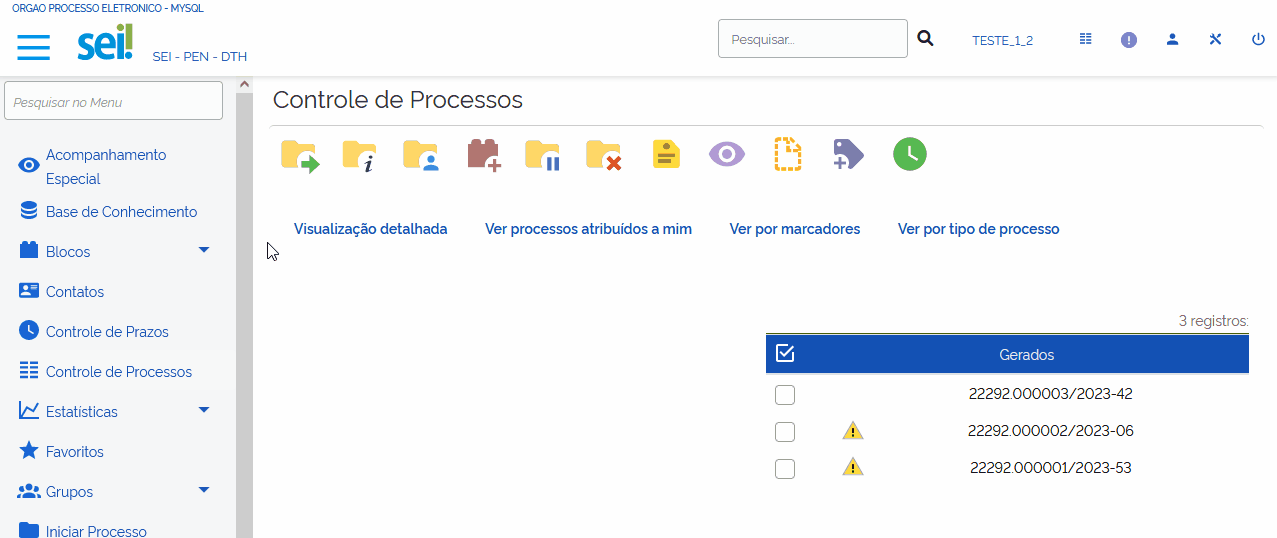 ORGAO PROCESSO ELETRONICO - MYSQL
sei!
SEI - PEN - DTH
Pesquisar...
TESTE_1_2
Pesquisar no Menu
Acompanhamento
Especial
Base de Conhecimento
Blocos
Contatos
Controle de Prazos
Controle de Processos
Estatísticas
Favoritos
Grupos
Iniciar Processo
Controle de Processos
Visualização detalhada
Ver processos atribuídos a mim
Ver por marcadores
Ver por tipo de processo
3 registros:
Gerados
22292.000003/2023-42
22292.000002/2023-06
22292.000001/2023-53